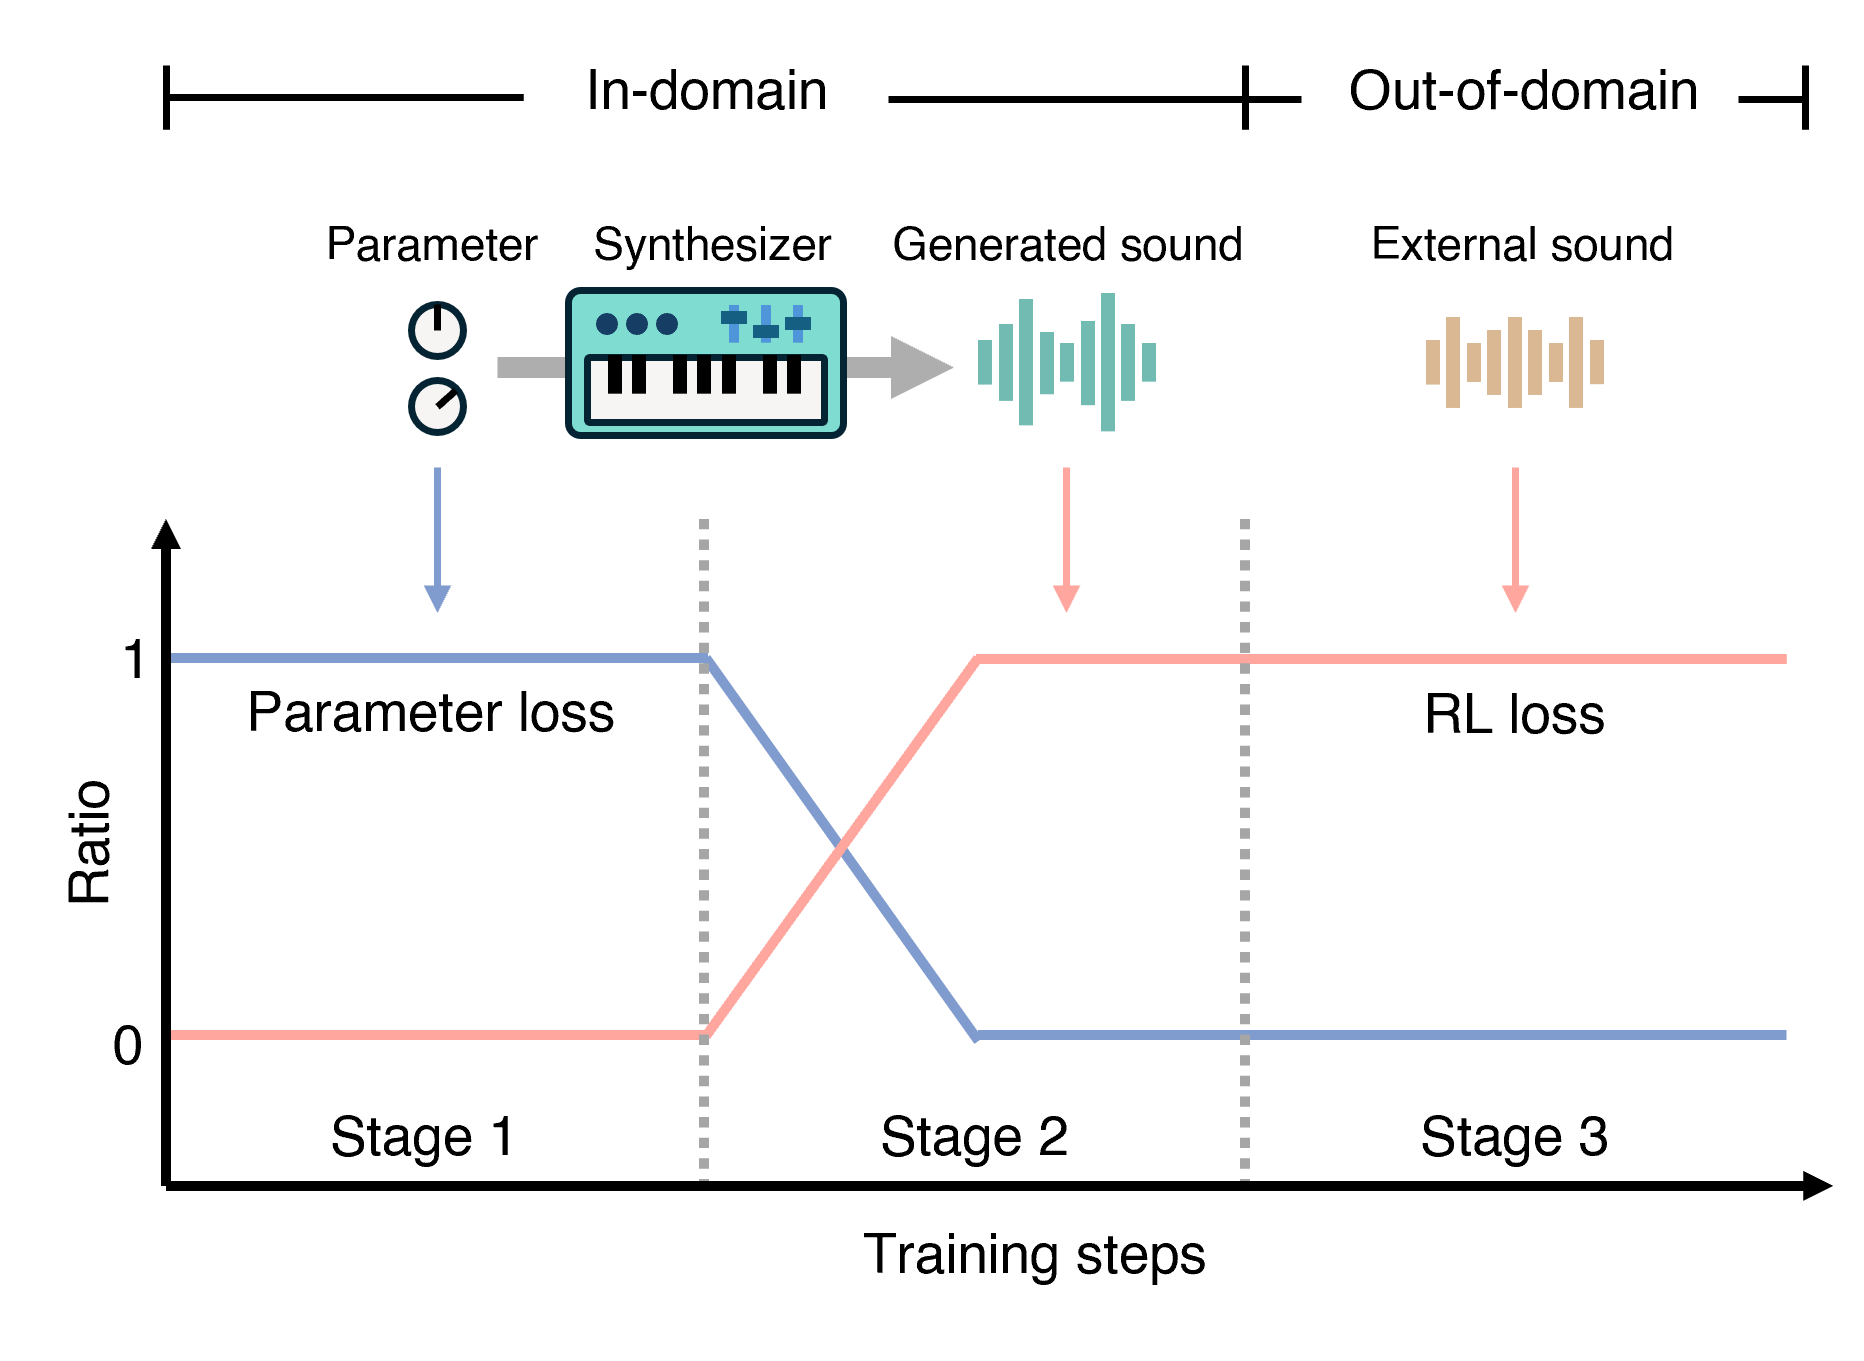 In-domain
Out-of-domain
Parameter
Synthesizer
Generated sound
External sound
1
Parameter loss
RL loss
Ratio
0
Stage 1
Stage 2
Stage 3
Training steps